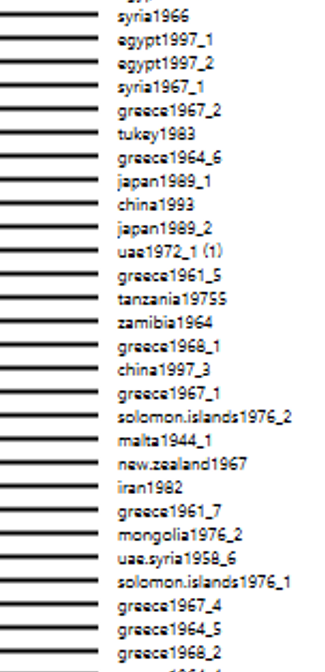 syria1966
egypt1997_1
egypt1997_2
syria1967_1
greece1967_2
tukey1983
greece1964_6
japan1989_1
china1993
japan1989_2
uae1972_1 (1)
greece1961_5
tanzania19755
zamibia1964
greece1968_1
china1997_3
greece1967_1
solomon.islands1976_2
malta1944_1
new.zealand1967
iran1982
greece1961_7
mongolia1976_2
uae.syria1958_6
solomon.islands1976_1
greece1967_4
greece1964_5
greece1968_2